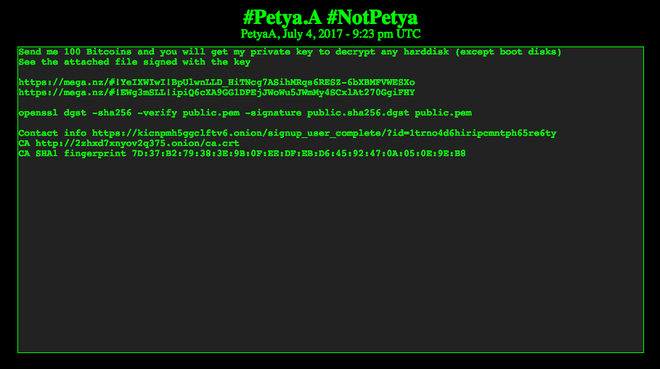 #Petya.A #NotPetya
PetyaA, July 4, 2017 - 9:23 pm UTC
Send me 100 Bitcoins and you will get my private key to decrypt any harddisk (except boot disks)
See the attached file signed with the key
https://mega.nz/#!YeIXWIwI!BpUlwnLLD_HiTNcg7ASihMRqs6RESZ-6bXBMFVWESXo
https://mega.nz/#!EWg3mSLL!ipiQ6cXA9GG1DPEjJWoWu5JWmMy4SCxlAt27OGgiFHY
openssl dgst -sha256 -verify public.pem -signature public.sha256.dgst public.pem
Contact info https://kicnpmh5ggclftv6.onion/signup_user_complete/?id=1trno4d6hiripcmntph65re6ty
CA http://2zhxd7xnyov2g375.onion/ca.crt
CA SHA1 fingerprint 7D:37:B2:79:38:3E:9B:0F:EE:DF:EB:D6:45:92:47:0A:05:0E:9E:B8